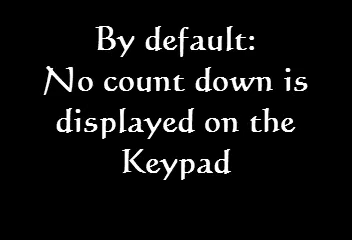 By default:
No count down is
displayed on the
Keypad